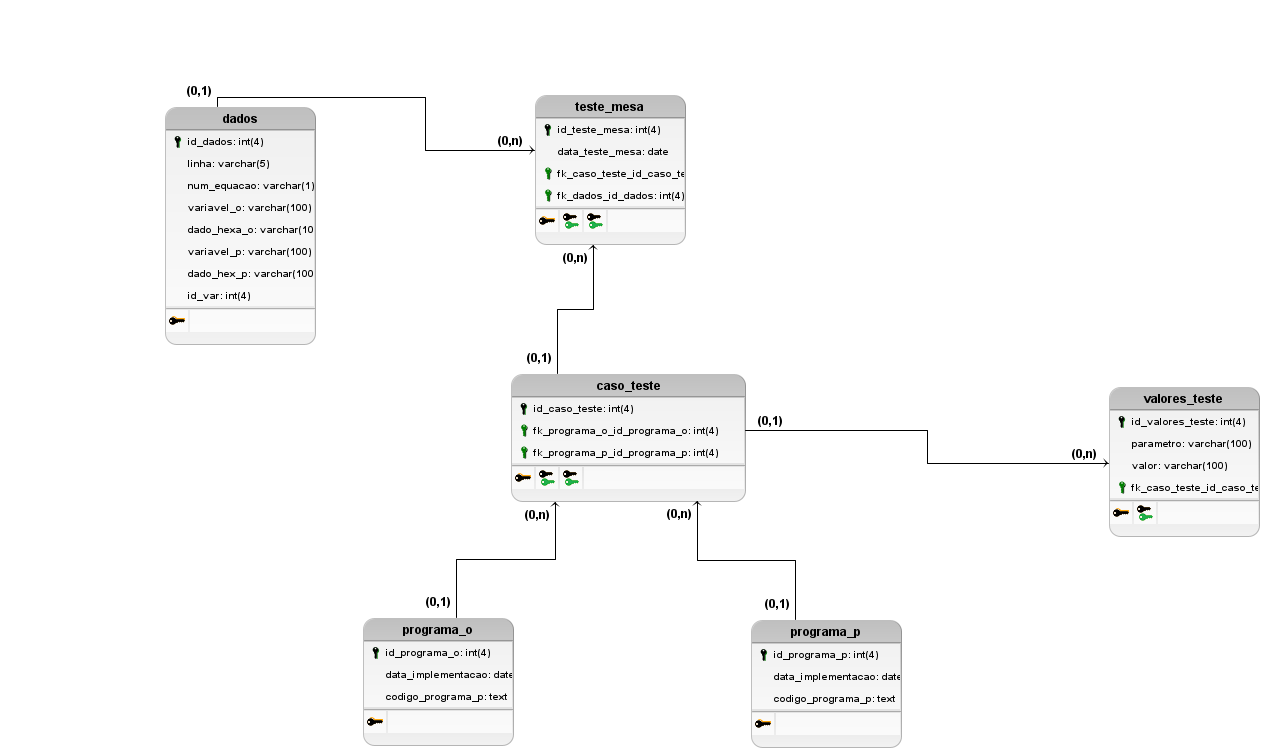 (0,1)
dados
id_dados: int(4)
linha: varchar(5)
num_equacao: varchar(1)
variavel_o: varchar(100)
dado_hexa_o: varchar(10
variavel_p: varchar(100)
dado_hex_p: varchar(100
id_var: int(4)
(0,n)
teste_mesa
id_teste_mesa: int(4)
data_teste_mesa: date
fk_caso_teste_id_caso_te
fk_dados_id_dados: int(4)
(0,n)
(0,1)
caso_teste
id_caso_teste: int(4)
fk_programa_o_id_programa_o: int(4)
fk_programa_p_id_programa_p: int(4)
(0,1)
(0,n)
valores_teste
id_valores_teste: int(4)
parametro: varchar(100)
valor: varchar(100)
fk_caso_teste_id_caso_te
(0,n)
(0,n)
(0,1)
programa_o
id_programa_o: int(4)
data_implementacao: date
codigo_programa_p: text
(0,1)
programa_p
id_programa_p: int(4)
data_implementacao: date
codigo_programa_p: text